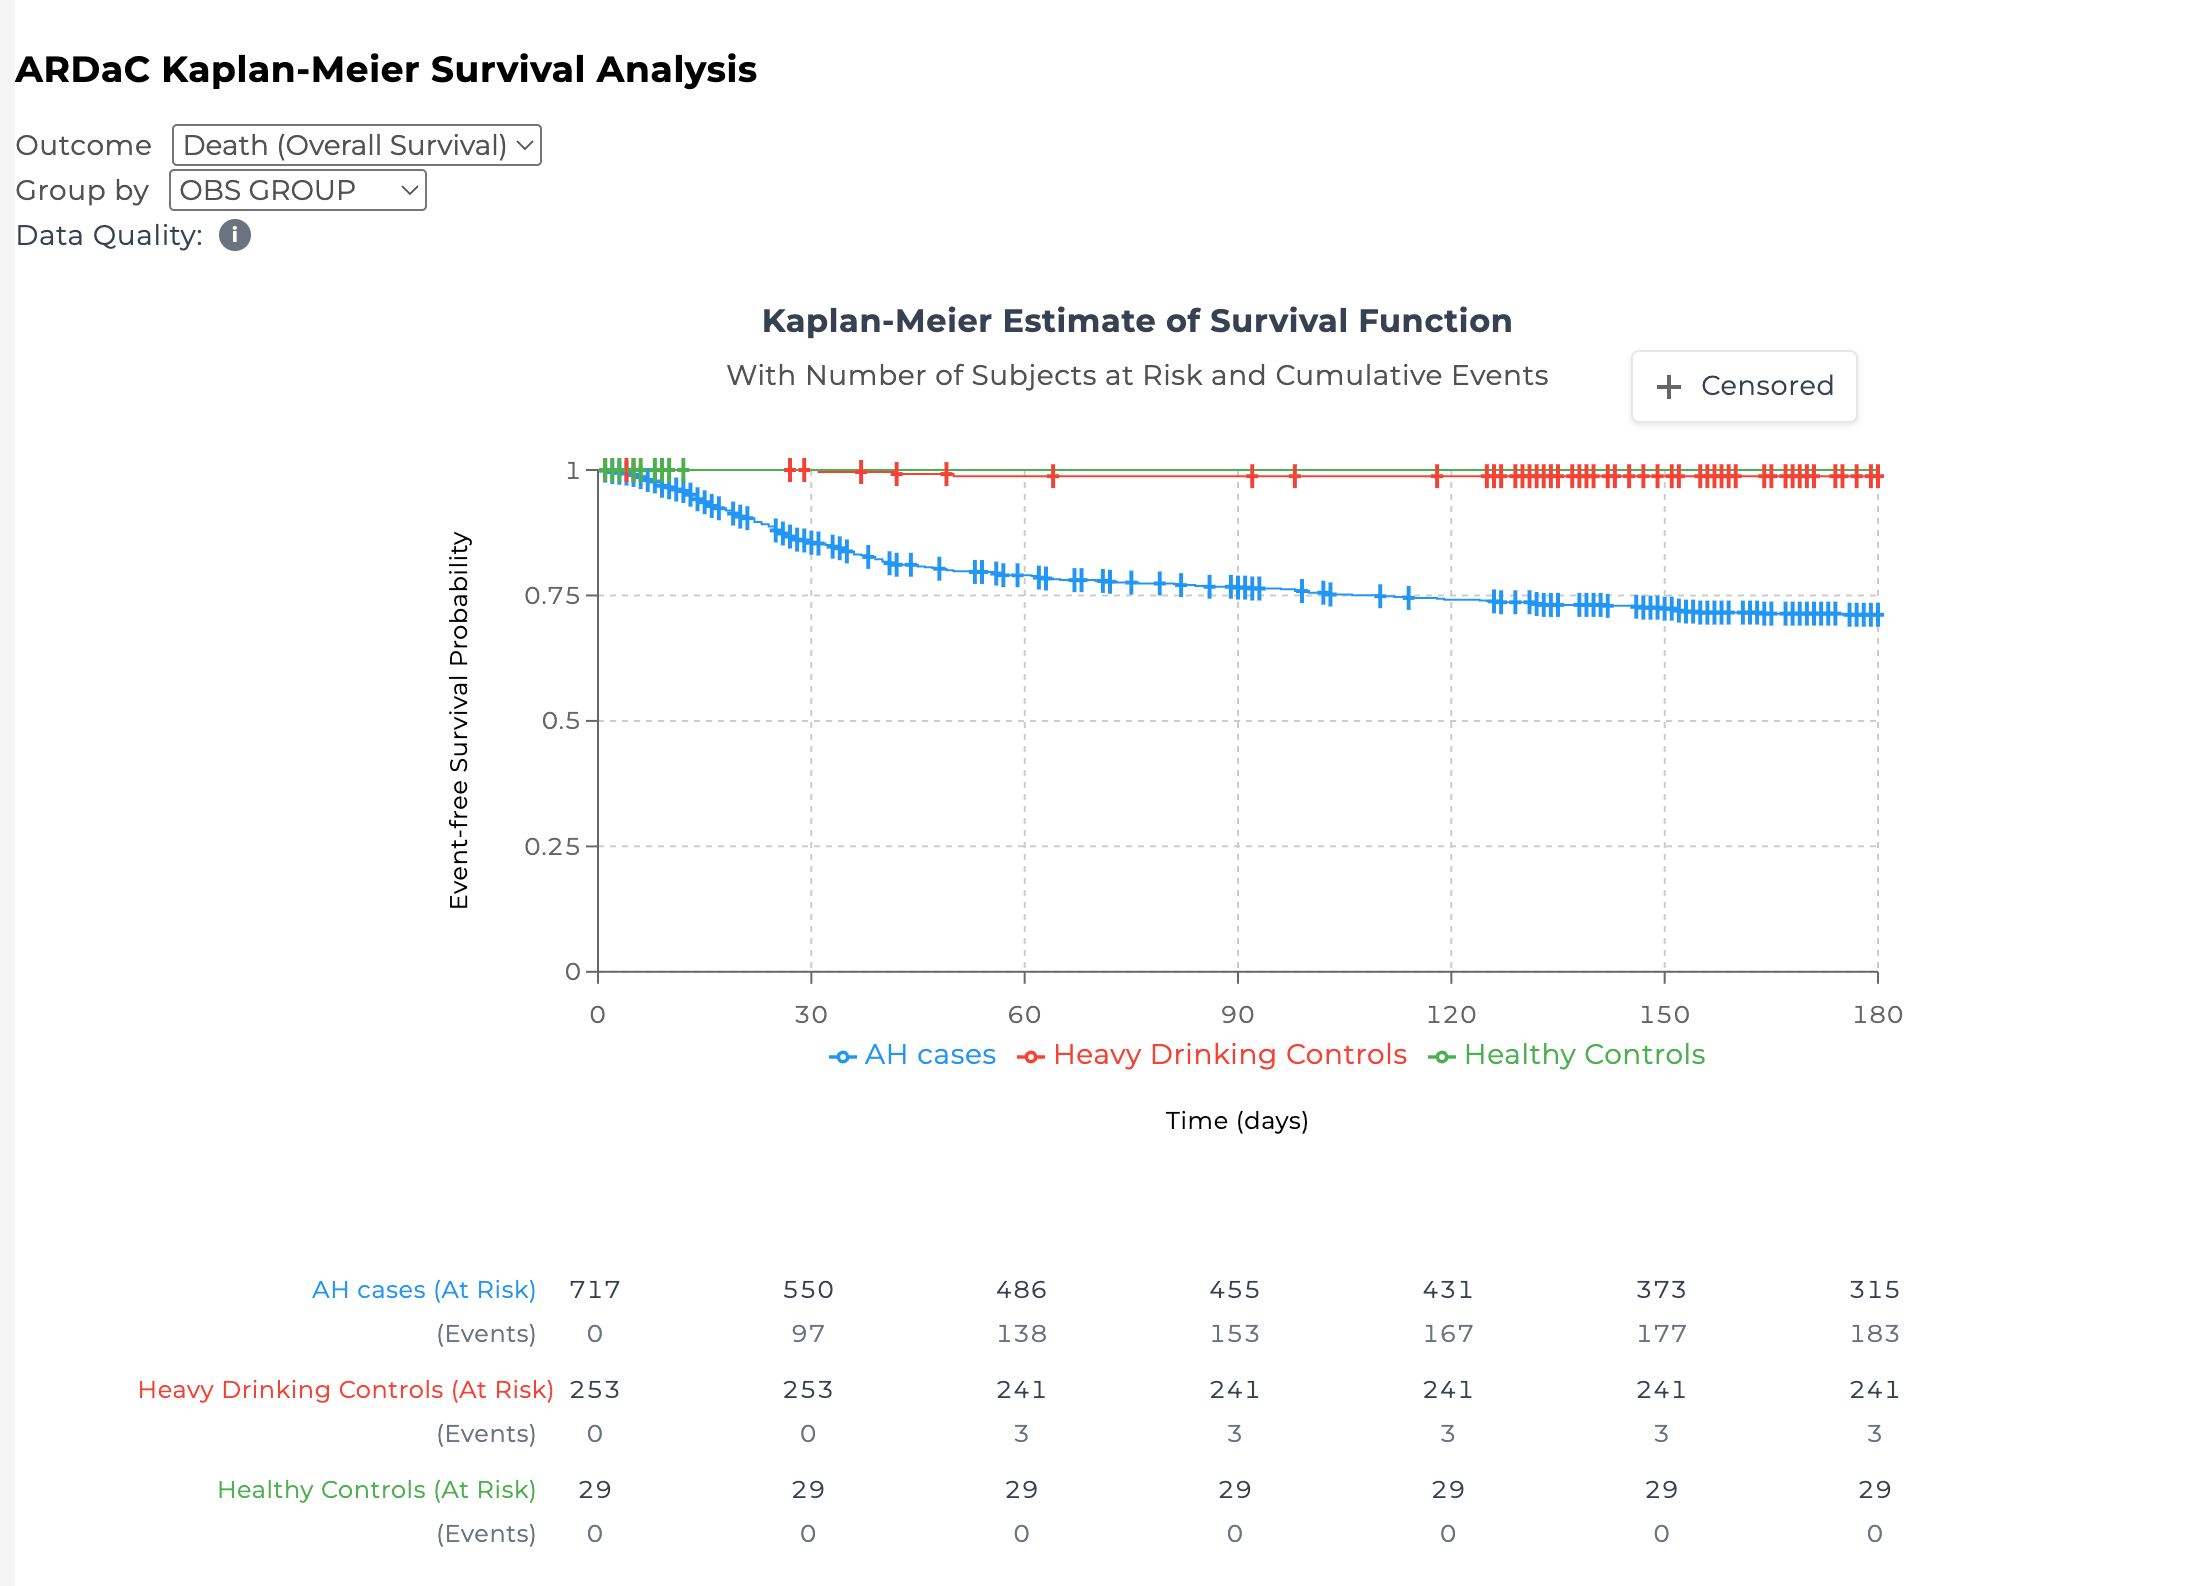 ARDaC Kaplan-Meier Survival Analysis
Outcome Death (Overall Survival)
Group by OBS GROUP
Data Quality: i
Kaplan-Meier Estimate of Survival Function
With Number of Subjects at Risk and Cumulative Events
+ Censored
Event-free Survival Probability
1
0.75
0.5
0.25
0
0 30 60 90 120 150 180
AH cases Heavy Drinking Controls Healthy Controls
Time (days)
AH cases (At Risk) 717 550 486 455 431 373 315
(Events) 0 97 138 153 167 177 183
Heavy Drinking Controls (At Risk) 253 253 241 241 241 241 241
(Events) 0 0 3 3 3 3 3
Healthy Controls (At Risk) 29 29 29 29 29 29 29
(Events) 0 0 0 0 0 0 0